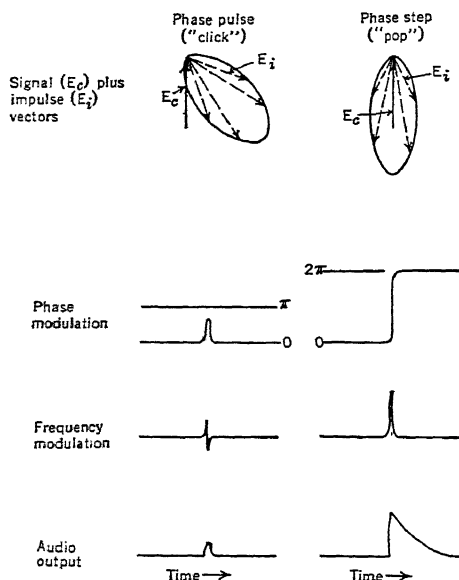 Phase pulse
("click")
Phase step
("pop")
Signal (Ec) plus
impulse (Ei)
vectors
Ei
Ec
Ei
Ec
Phase
modulation
π
0
2π
0
Frequency
modulation
Audio
output
Time
Time